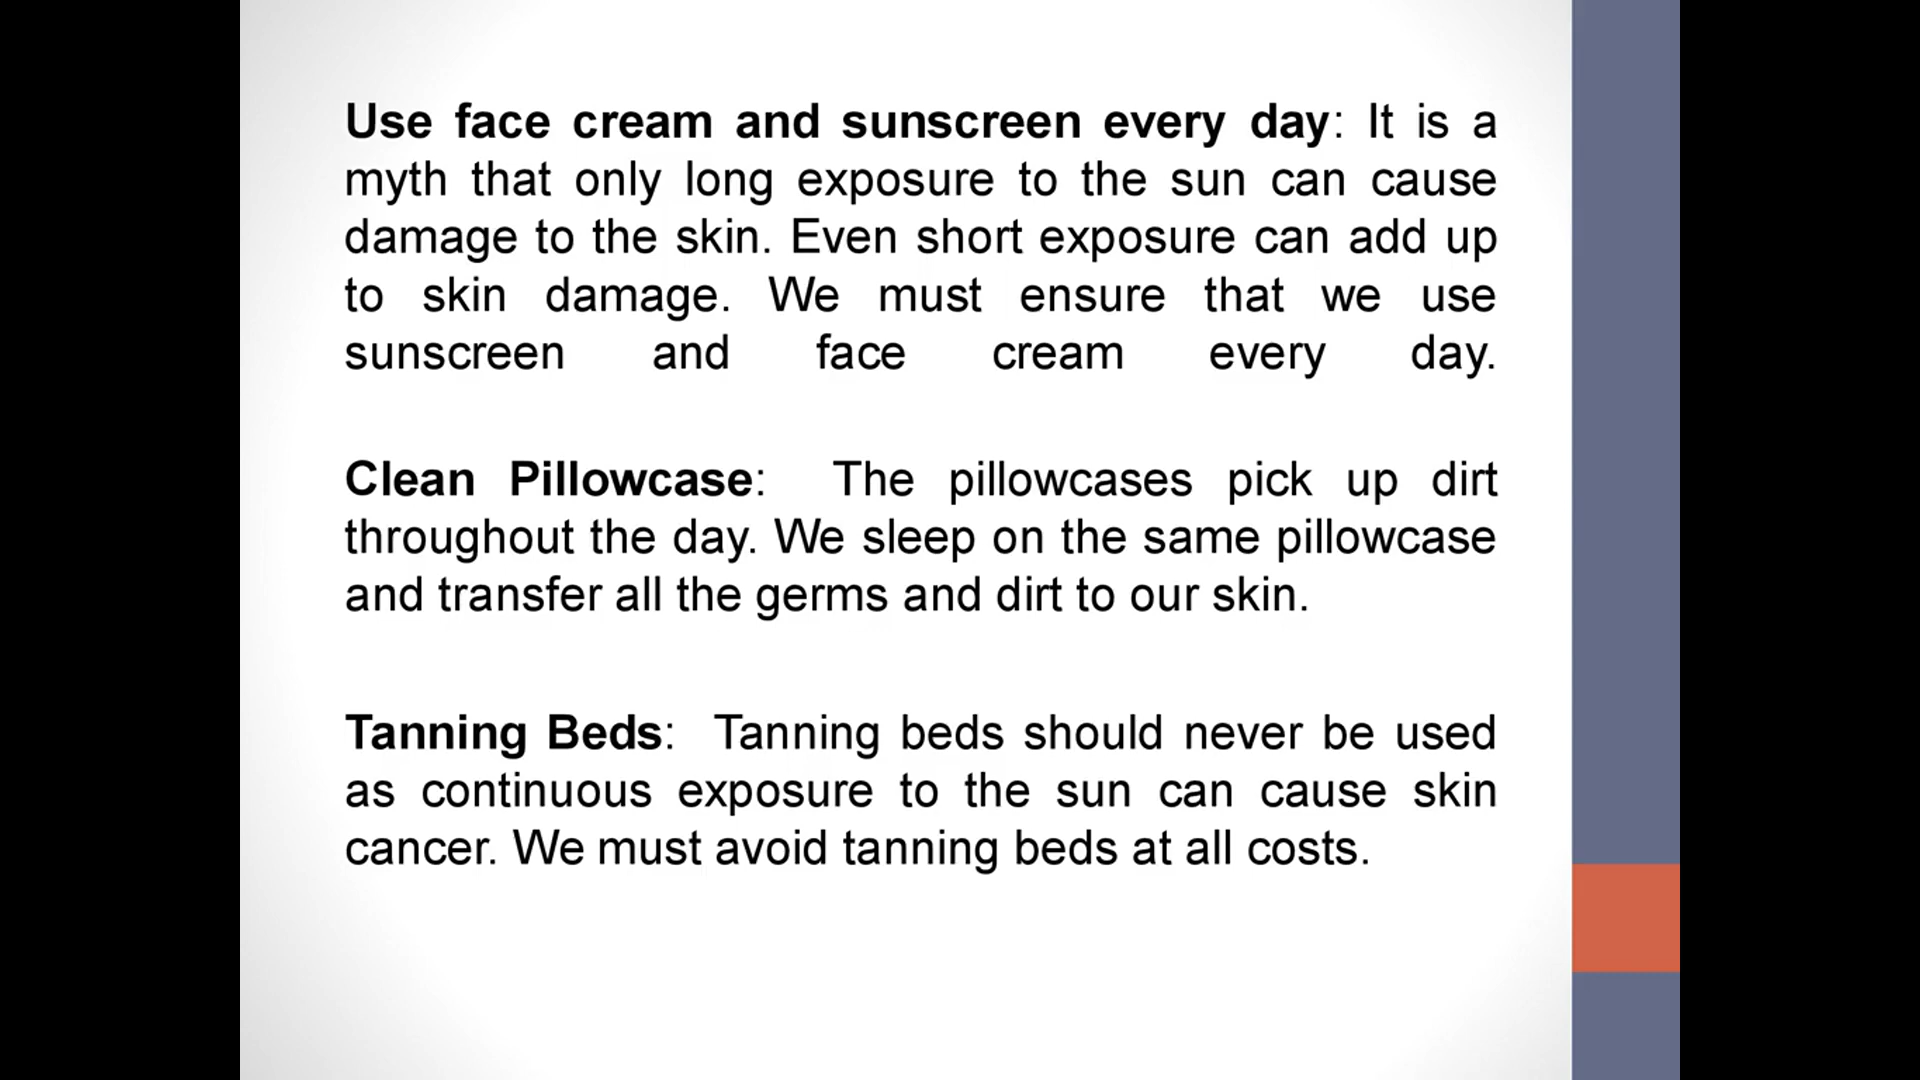 Use face cream and sunscreen every day: It is a
myth that only long exposure to the sun can cause
damage to the skin. Even short exposure can add up
to skin damage. We must ensure that we use
sunscreen and face cream every day.
Clean Pillowcase: The pillowcases pick up dirt
throughout the day. We sleep on the same pillowcase
and transfer all the germs and dirt to our skin.
Tanning Beds: Tanning beds should never be used
as continuous exposure to the sun can cause skin
cancer. We must avoid tanning beds at all costs.